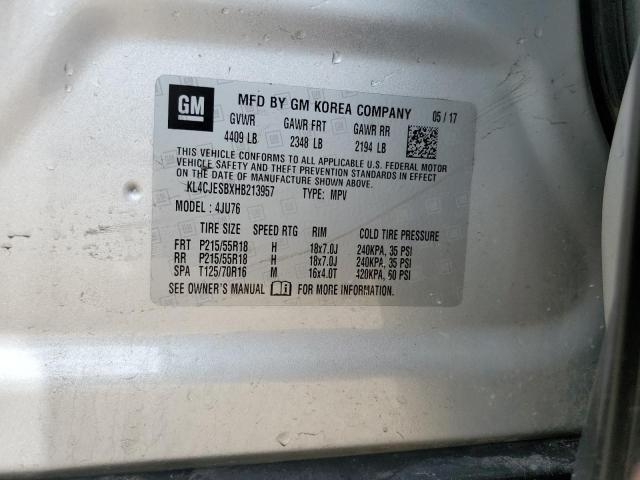 GM
MFD BY GM KOREA COMPANY 05/17
GVWR GAWR FRT GAWR RR
4409 LB 2348 LB 2194 LB
THIS VEHICLE CONFORMS TO ALL APPLICABLE U.S. FEDERAL MOTOR
VEHICLE SAFETY AND THEFT PREVENTION STANDARDS IN EFFECT
ON THE DATE OF MANUFACTURE SHOWN ABOVE.
KL4CJESBXHB213957 TYPE: MPV
MODEL : 4JU76
TIRE SIZE SPEED RTG RIM COLD TIRE PRESSURE
FRT P215/55R18 H 18x7.0J 240KPA, 35 PSI
RR P215/55R18 H 18x7.0J 240KPA, 35 PSI
SPA T125/70R16 M 16x4.0T 420KPA, 60 PSI
SEE OWNER'S MANUAL FOR MORE INFORMATION.